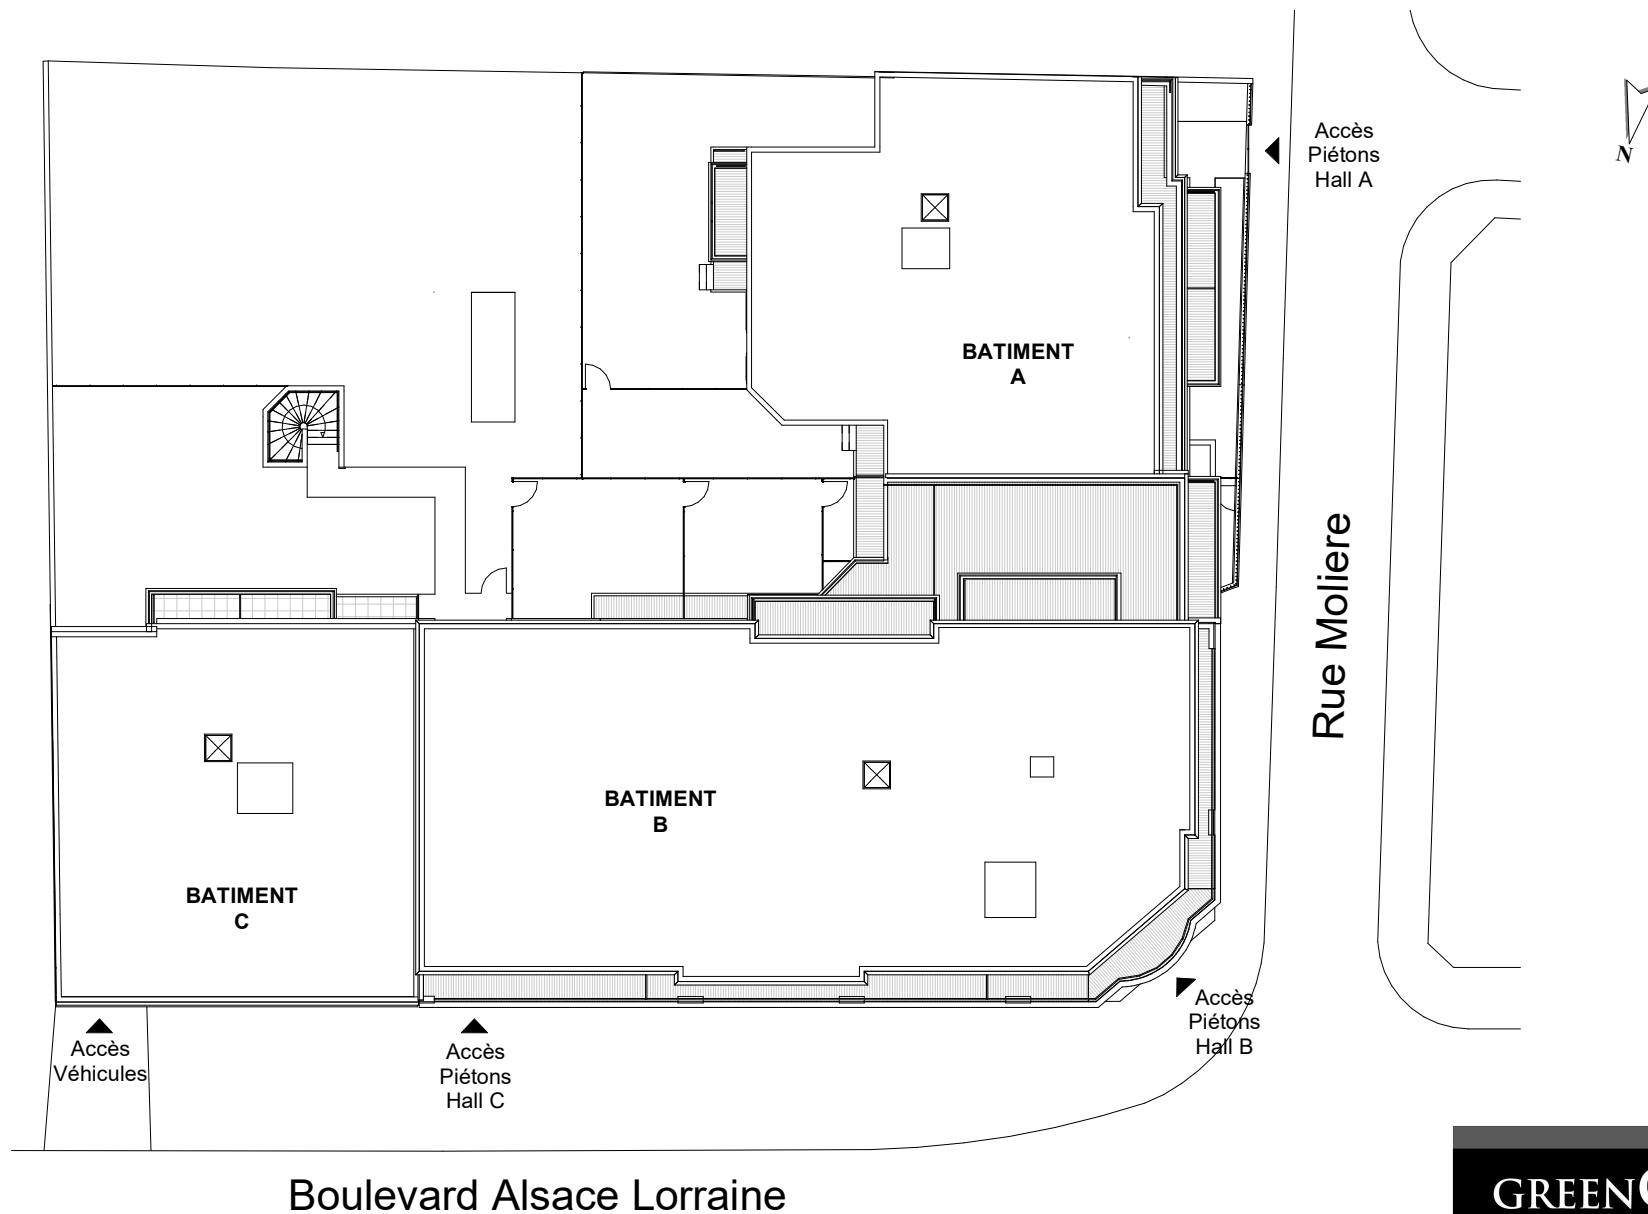 Accès
Piétons
Hall A
N
BATIMENT
A
Rue Moliere
BATIMENT
B
BATIMENT
C
Accès
Véhicules
Accès
Piétons
Hall C
Accès
Piétons
Hall B
Boulevard Alsace Lorraine
GREEN